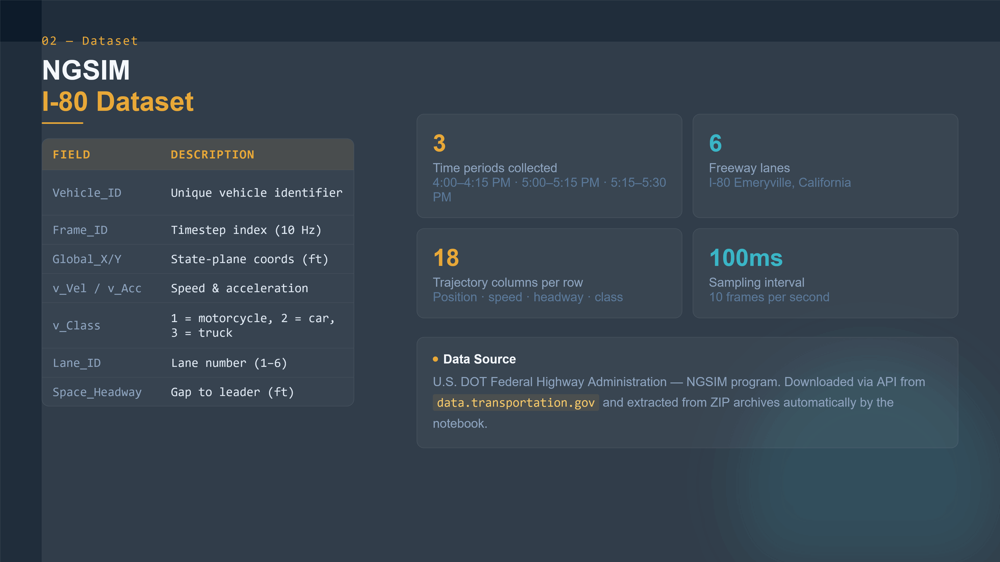 02 — Dataset
NGSIM
I-80 Dataset
FIELD DESCRIPTION
Vehicle_ID Unique vehicle identifier
Frame_ID Timestep index (10 Hz)
Global_X/Y State-plane coords (ft)
v_Vel / v_Acc Speed & acceleration
v_Class 1 = motorcycle, 2 = car,
3 = truck
Lane_ID Lane number (1–6)
Space_Headway Gap to leader (ft)
3
Time periods collected
4:00–4:15 PM · 5:00–5:15 PM · 5:15–5:30
PM
6
Freeway lanes
I-80 Emeryville, California
18
Trajectory columns per row
Position · speed · headway · class
100ms
Sampling interval
10 frames per second
Data Source
U.S. DOT Federal Highway Administration — NGSIM program. Downloaded via API from
data.transportation.gov and extracted from ZIP archives automatically by the
notebook.